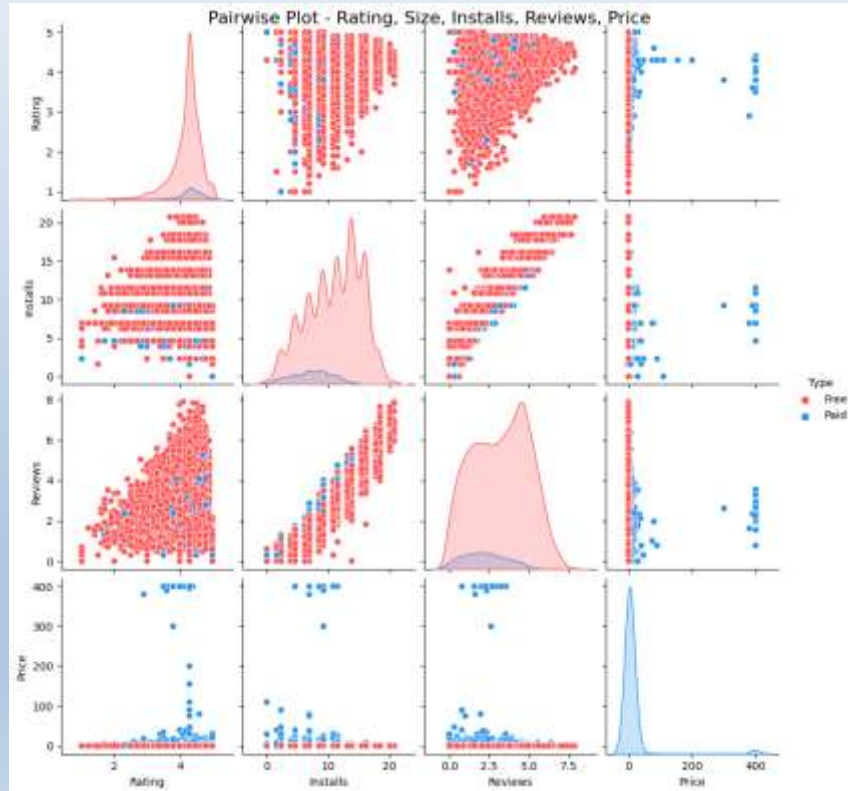 Pairwise Plot - Rating, Size, Installs, Reviews, Price
5
4
3
2
1
Rating
20
15
10
5
0
Installs
Type
Free
Paid
8
6
4
2
0
Reviews
400
300
200
100
0
Price
2 4 0 10 20 0.0 2.5 5.0 7.5 0 200 400
Rating Installs Reviews Price